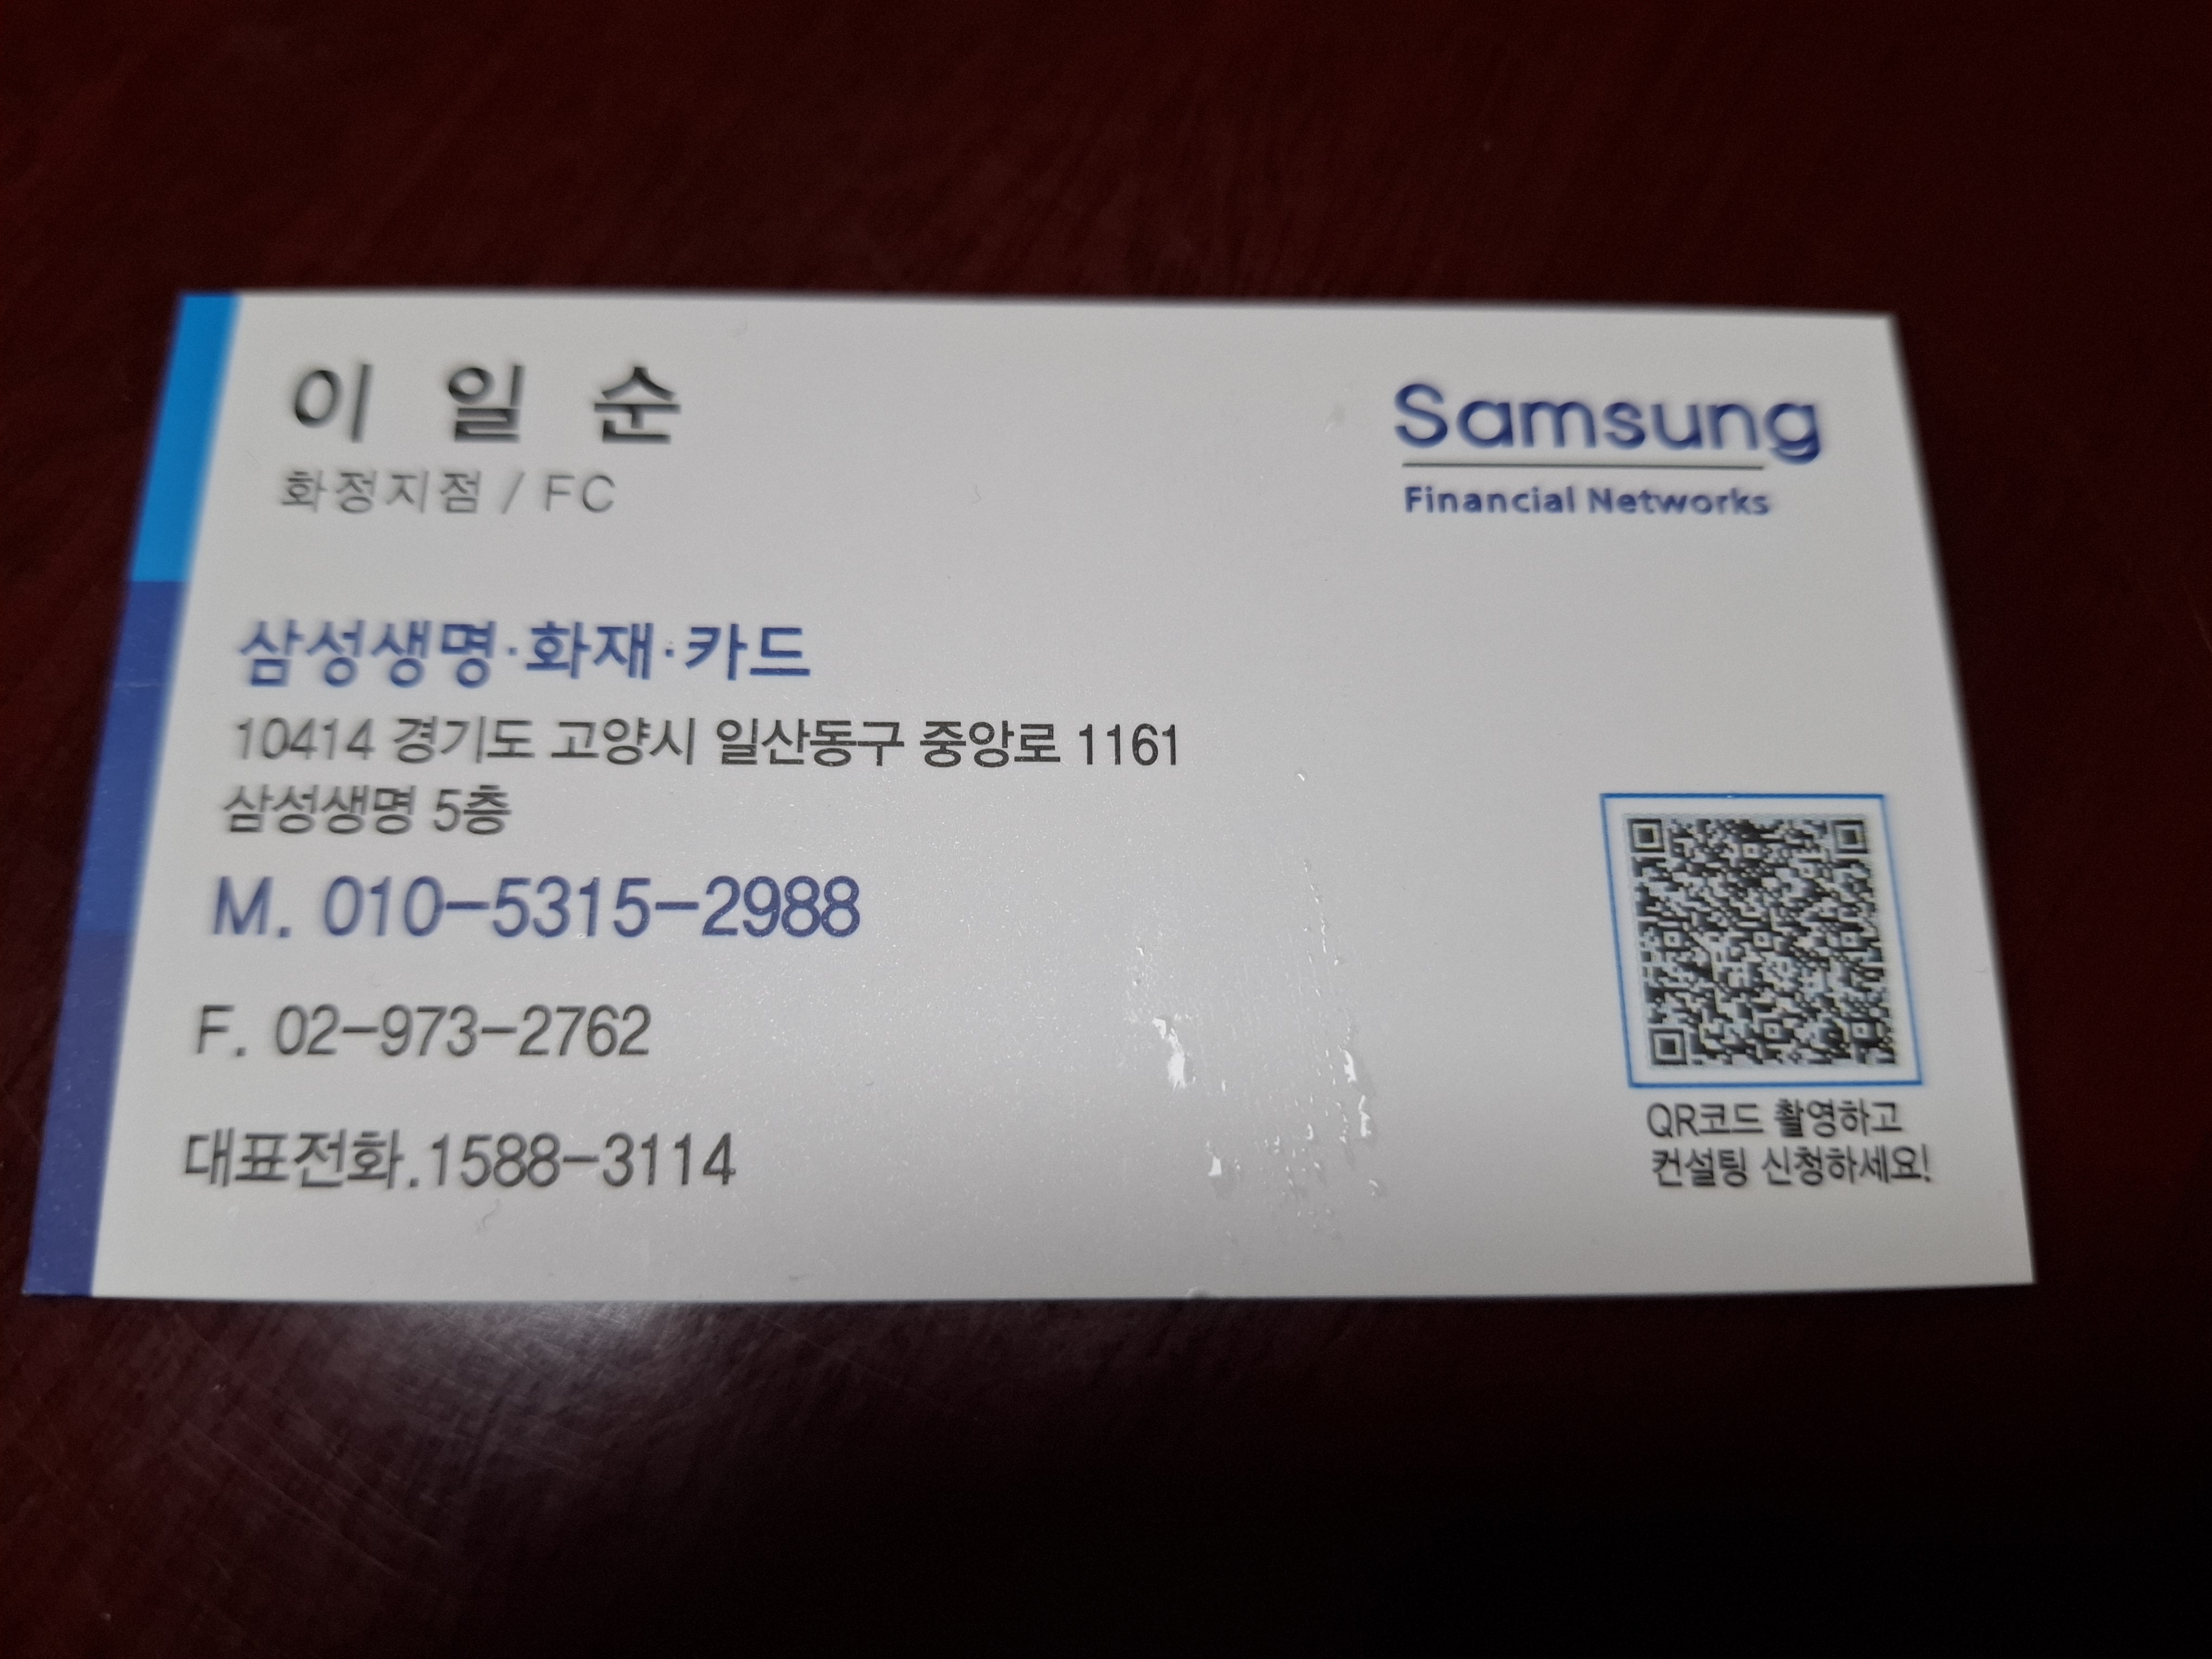 이 일 순
화정지점 / FC
Samsung
Financial Networks
삼성생명·화재·카드
10414 경기도 고양시 일산동구 중앙로 1161
삼성생명 5층
M. 010-5315-2988
F. 02-973-2762
대표전화.1588-3114
QR코드 촬영하고
컨설팅 신청하세요!